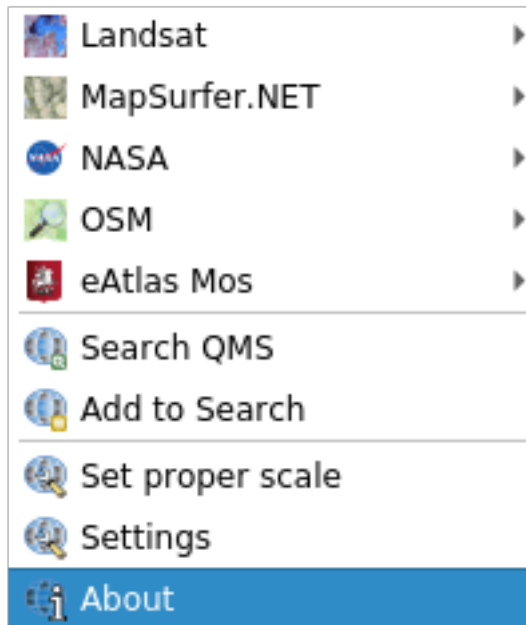 Landsat
MapSurfer.NET
NASA
OSM
eAtlas Mos
Search QMS
Add to Search
Set proper scale
Settings
About